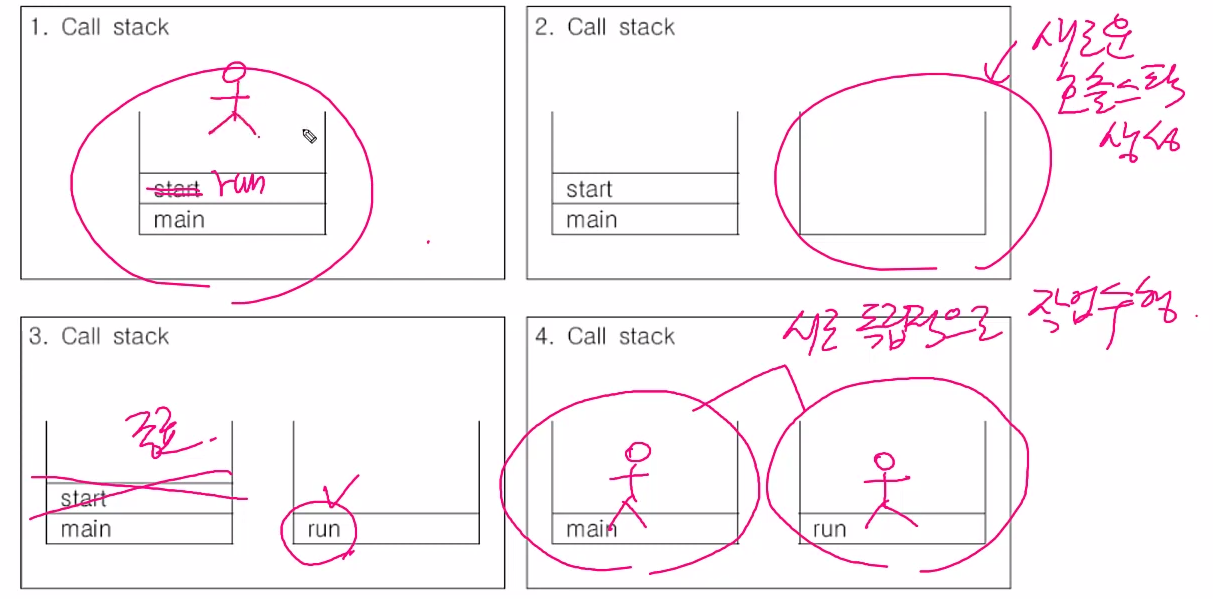 1. Call stack
start run
main
2. Call stack
start
main
새로운
호출스택
생성
3. Call stack
종료.
start
main
run
4. Call stack
서로 독립적으로 작업수행.
main
run